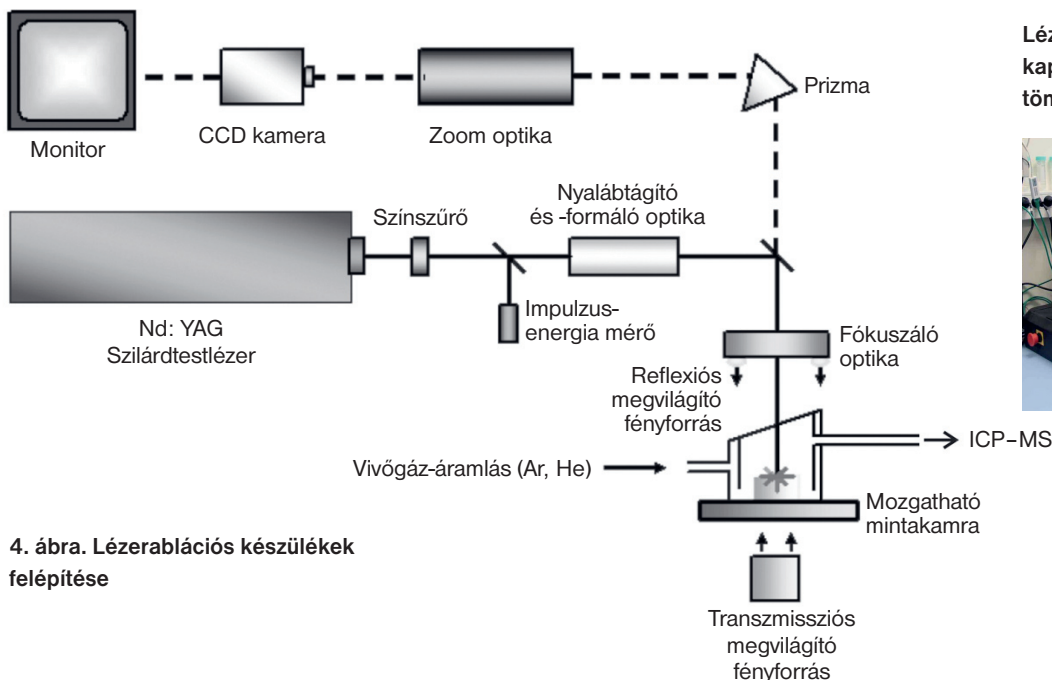 Monitor
CCD kamera
Zoom optika
Prizma
Nd: YAG
Szilárdtestlézer
Színszűrő
Impulzus-
energia mérő
Nyalábtágító
és -formáló optika
Fókuszáló
optika
Reflexiós
megvilágító
fényforrás
Vivőgáz-áramlás (Ar, He)
ICP–MS
Mozgatható
mintakamra
Transzmissziós
megvilágító
fényforrás
4. ábra. Lézerablációs készülékek
felépítése